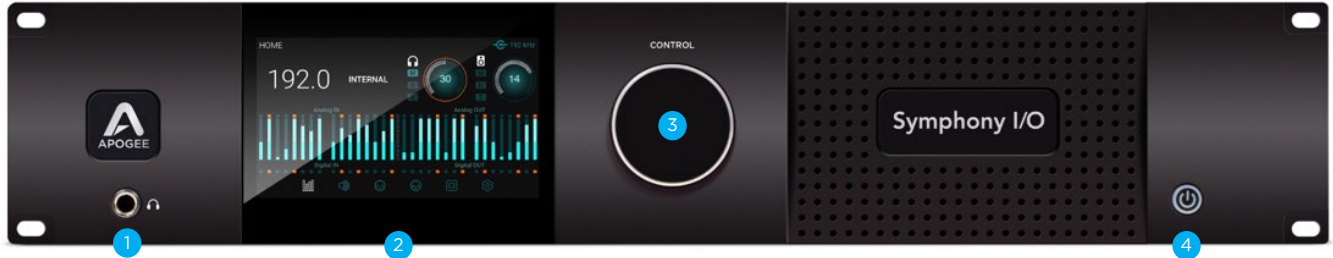 HOME
192 kHz
192.0 INTERNAL
M
30
M
14
Analog IN
Analog OUT
Digital IN
Digital OUT
APOGEE
CONTROL
3
Symphony I/O
1
2
4